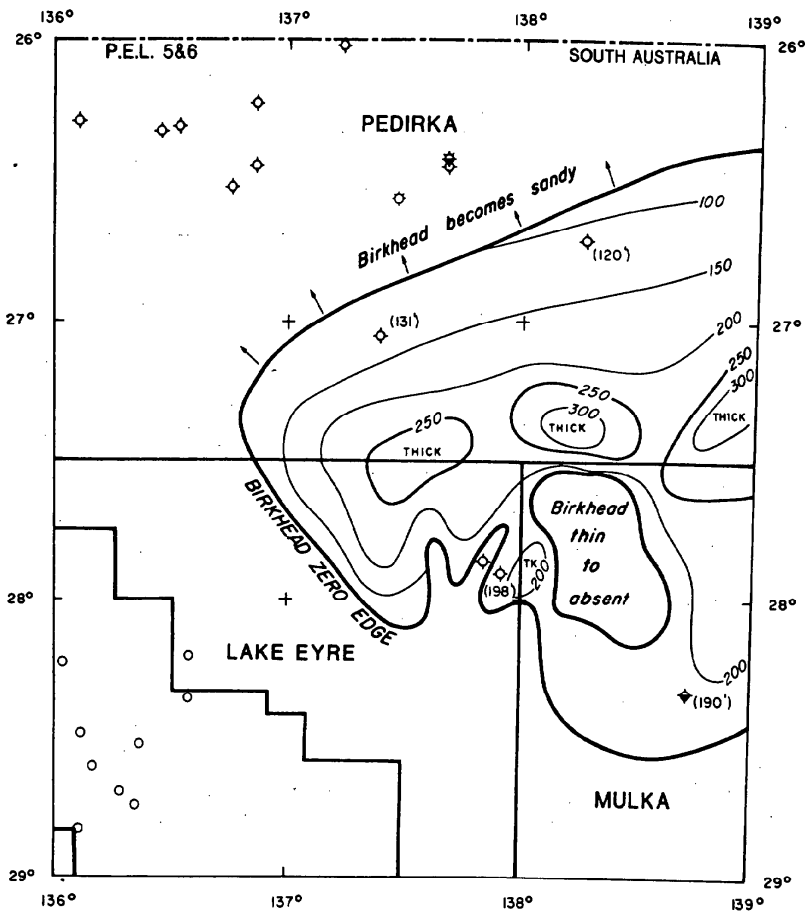 136° 137° 138° 139°
26° 26°
P.E.L. 5&6 SOUTH AUSTRALIA
PEDIRKA
Birkhead becomes sandy
100
(120')
150
27° (131') 27°
200
250
300
THICK
250
300
THICK
250
THICK
BIRKHEAD ZERO EDGE
Birkhead
thin
to
absent
TK
200
(198')
28° 28°
LAKE EYRE
200
(190')
MULKA
29° 29°
136° 137° 138° 139°